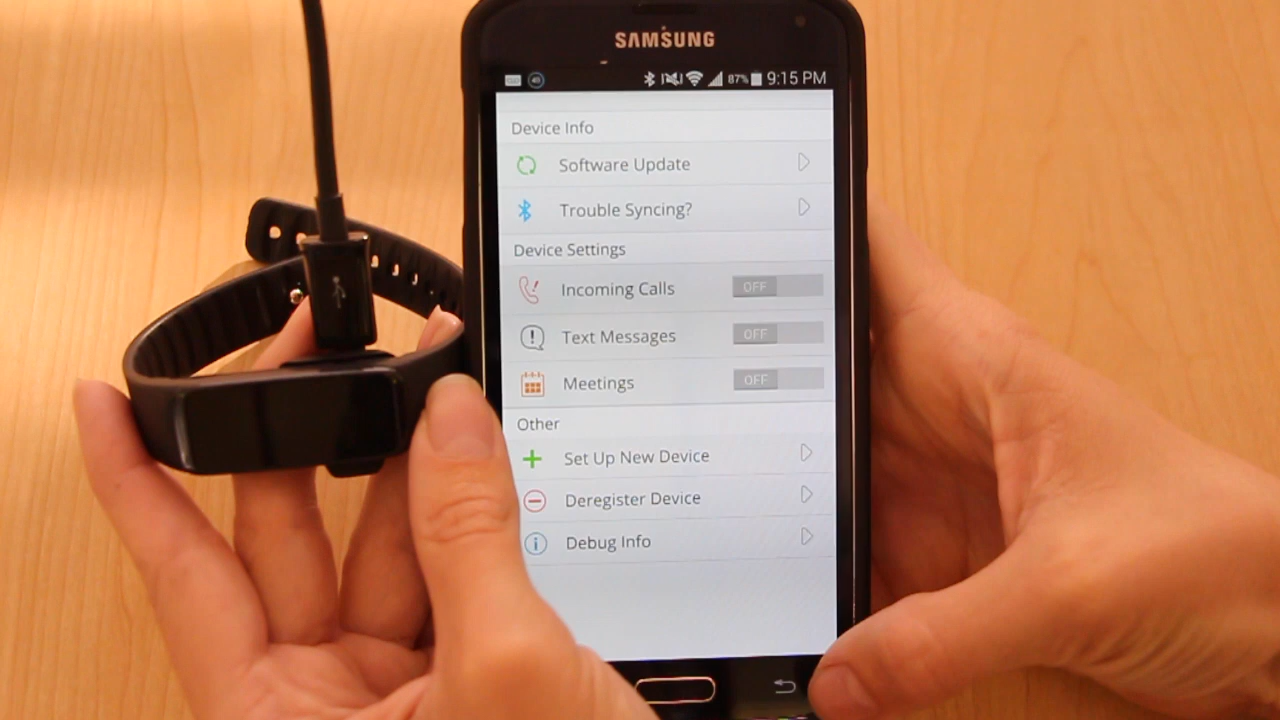 SAMSUNG
87% 9:15 PM
Device Info
Software Update
Trouble Syncing?
Device Settings
Incoming Calls OFF
Text Messages OFF
Meetings OFF
Other
Set Up New Device
Deregister Device
Debug Info